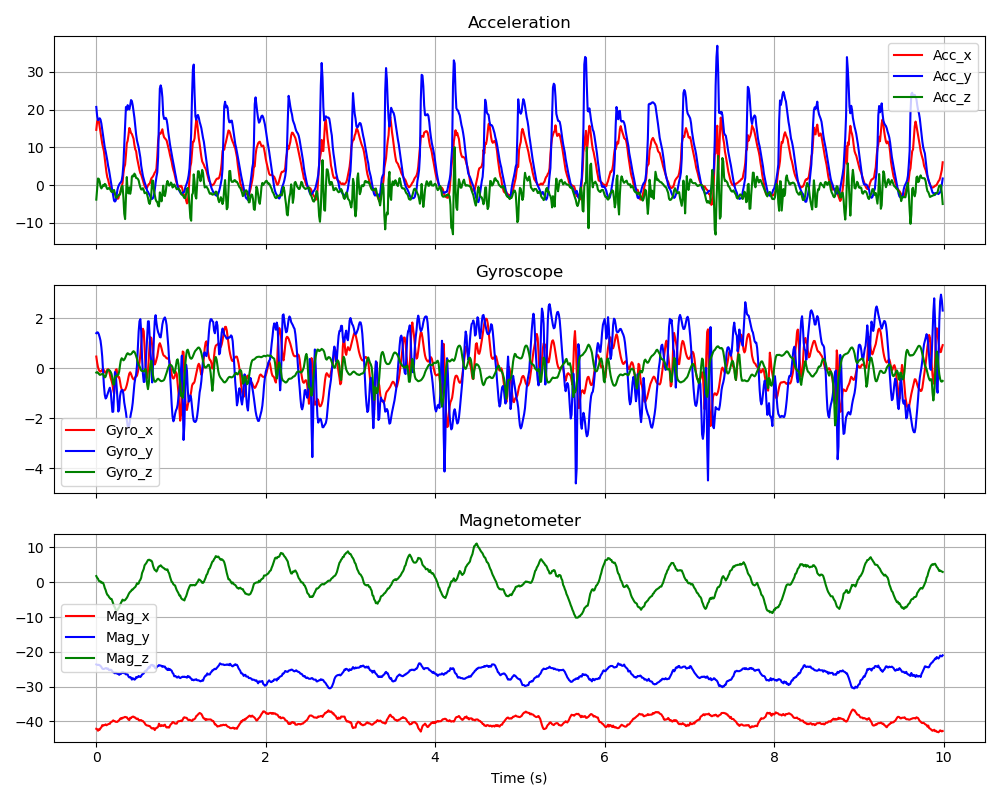 Acceleration
30
20
10
0
−10
Acc_x
Acc_y
Acc_z
Gyroscope
2
0
−2
−4
Gyro_x
Gyro_y
Gyro_z
Magnetometer
10
0
−10
−20
−30
−40
Mag_x
Mag_y
Mag_z
0 2 4 6 8 10
Time (s)